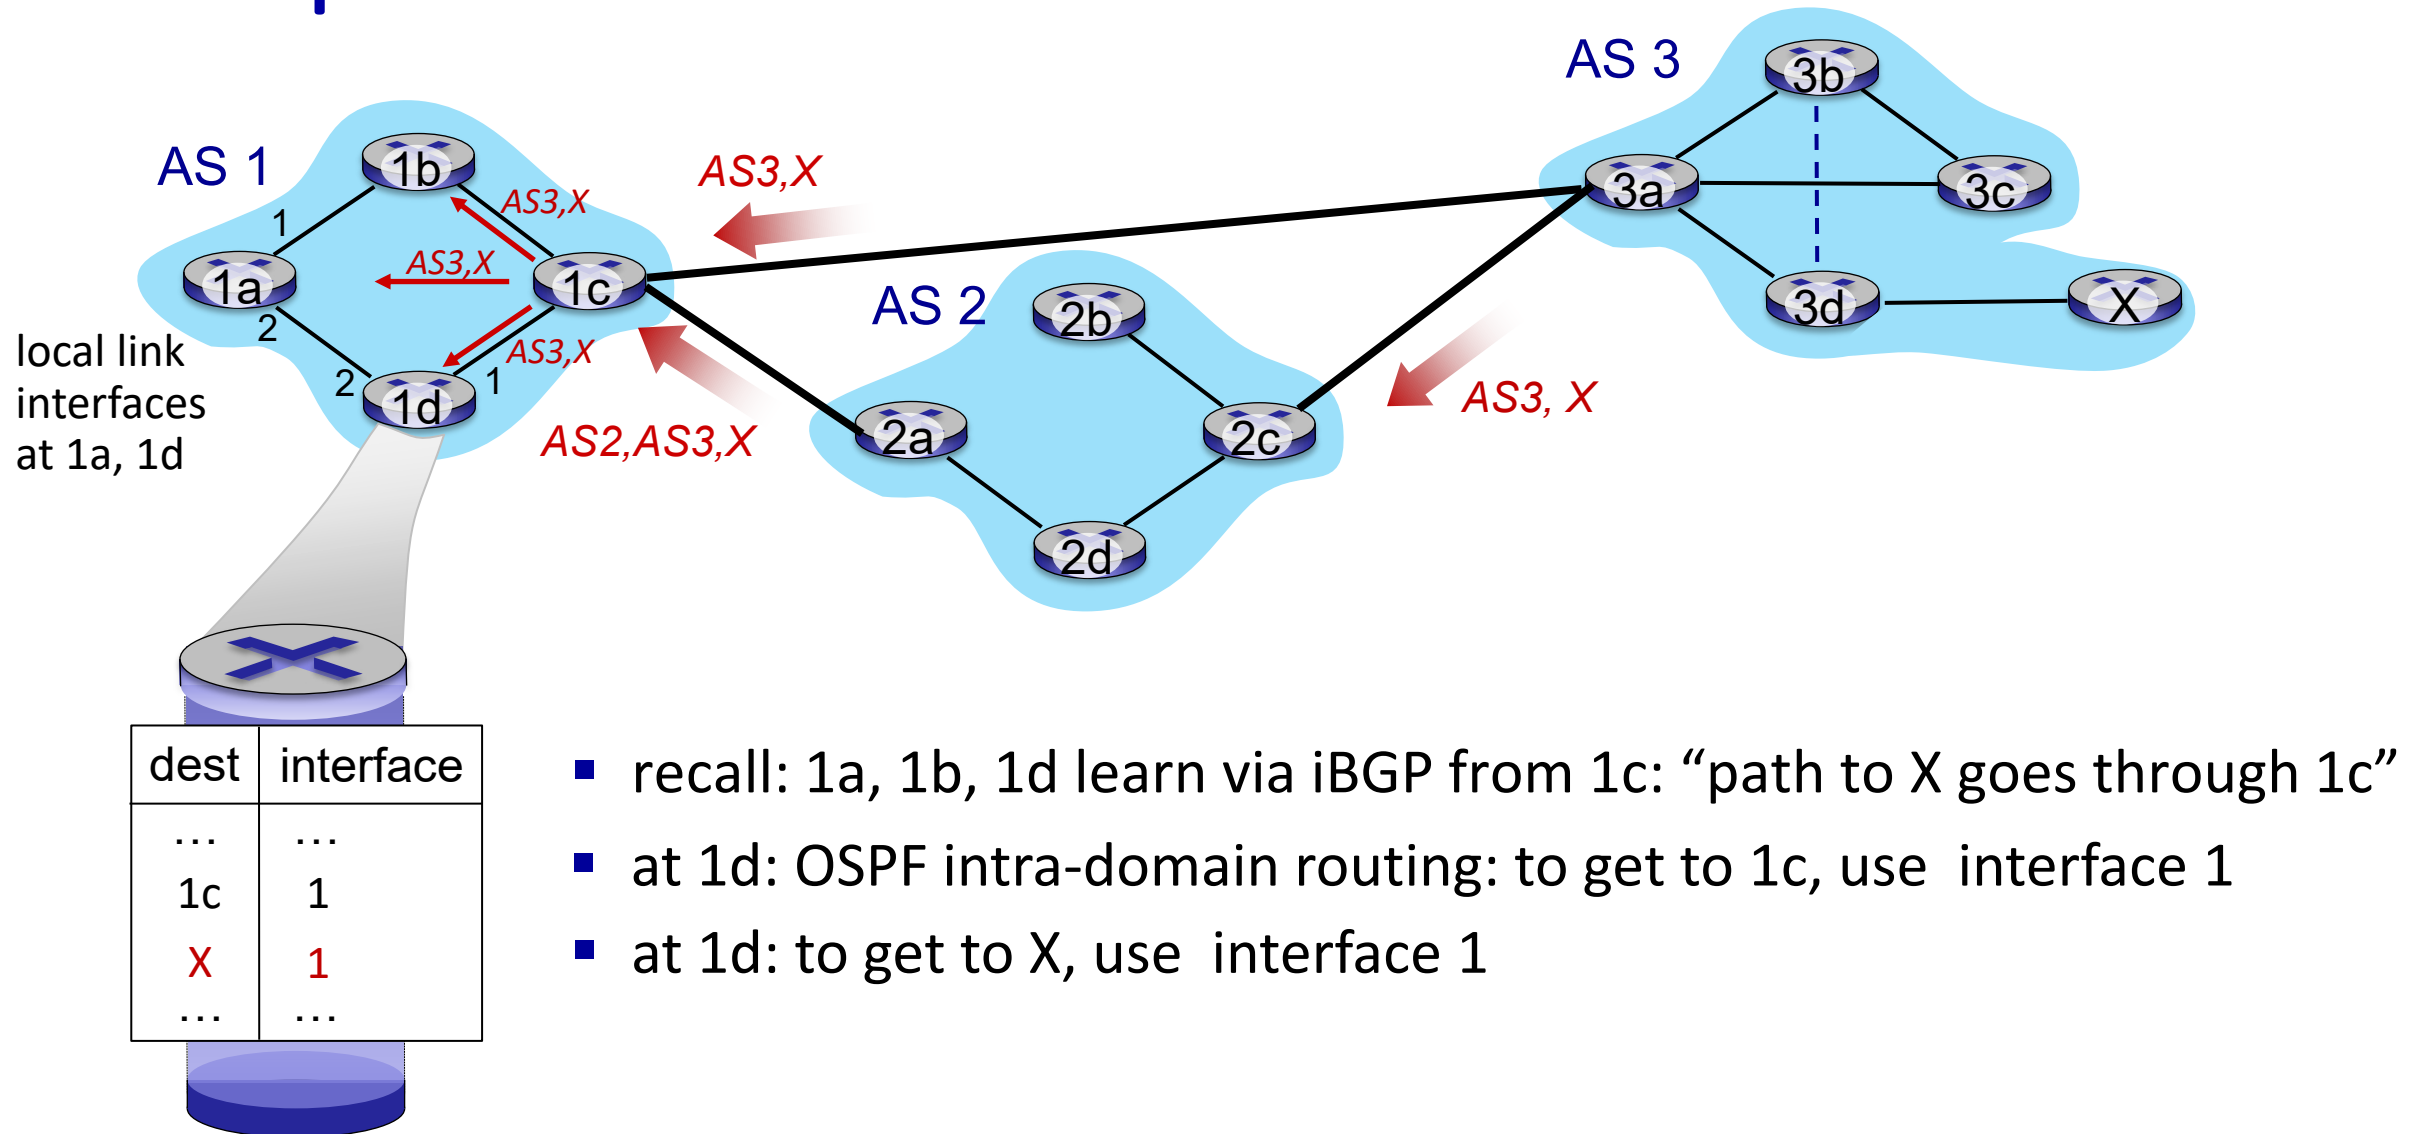 AS 3
3b
AS 1
1b
AS3,X
3a
3c
AS3,X
1
AS3,X
1a
1c
AS 2
2b
3d
X
2
local link
interfaces
at 1a, 1d
AS3,X
2
1
1d
AS3, X
AS2,AS3,X
2a
2c
2d
dest interface
... ...
1c 1
X 1
... ...
▪ recall: 1a, 1b, 1d learn via iBGP from 1c: “path to X goes through 1c”
▪ at 1d: OSPF intra-domain routing: to get to 1c, use interface 1
▪ at 1d: to get to X, use interface 1